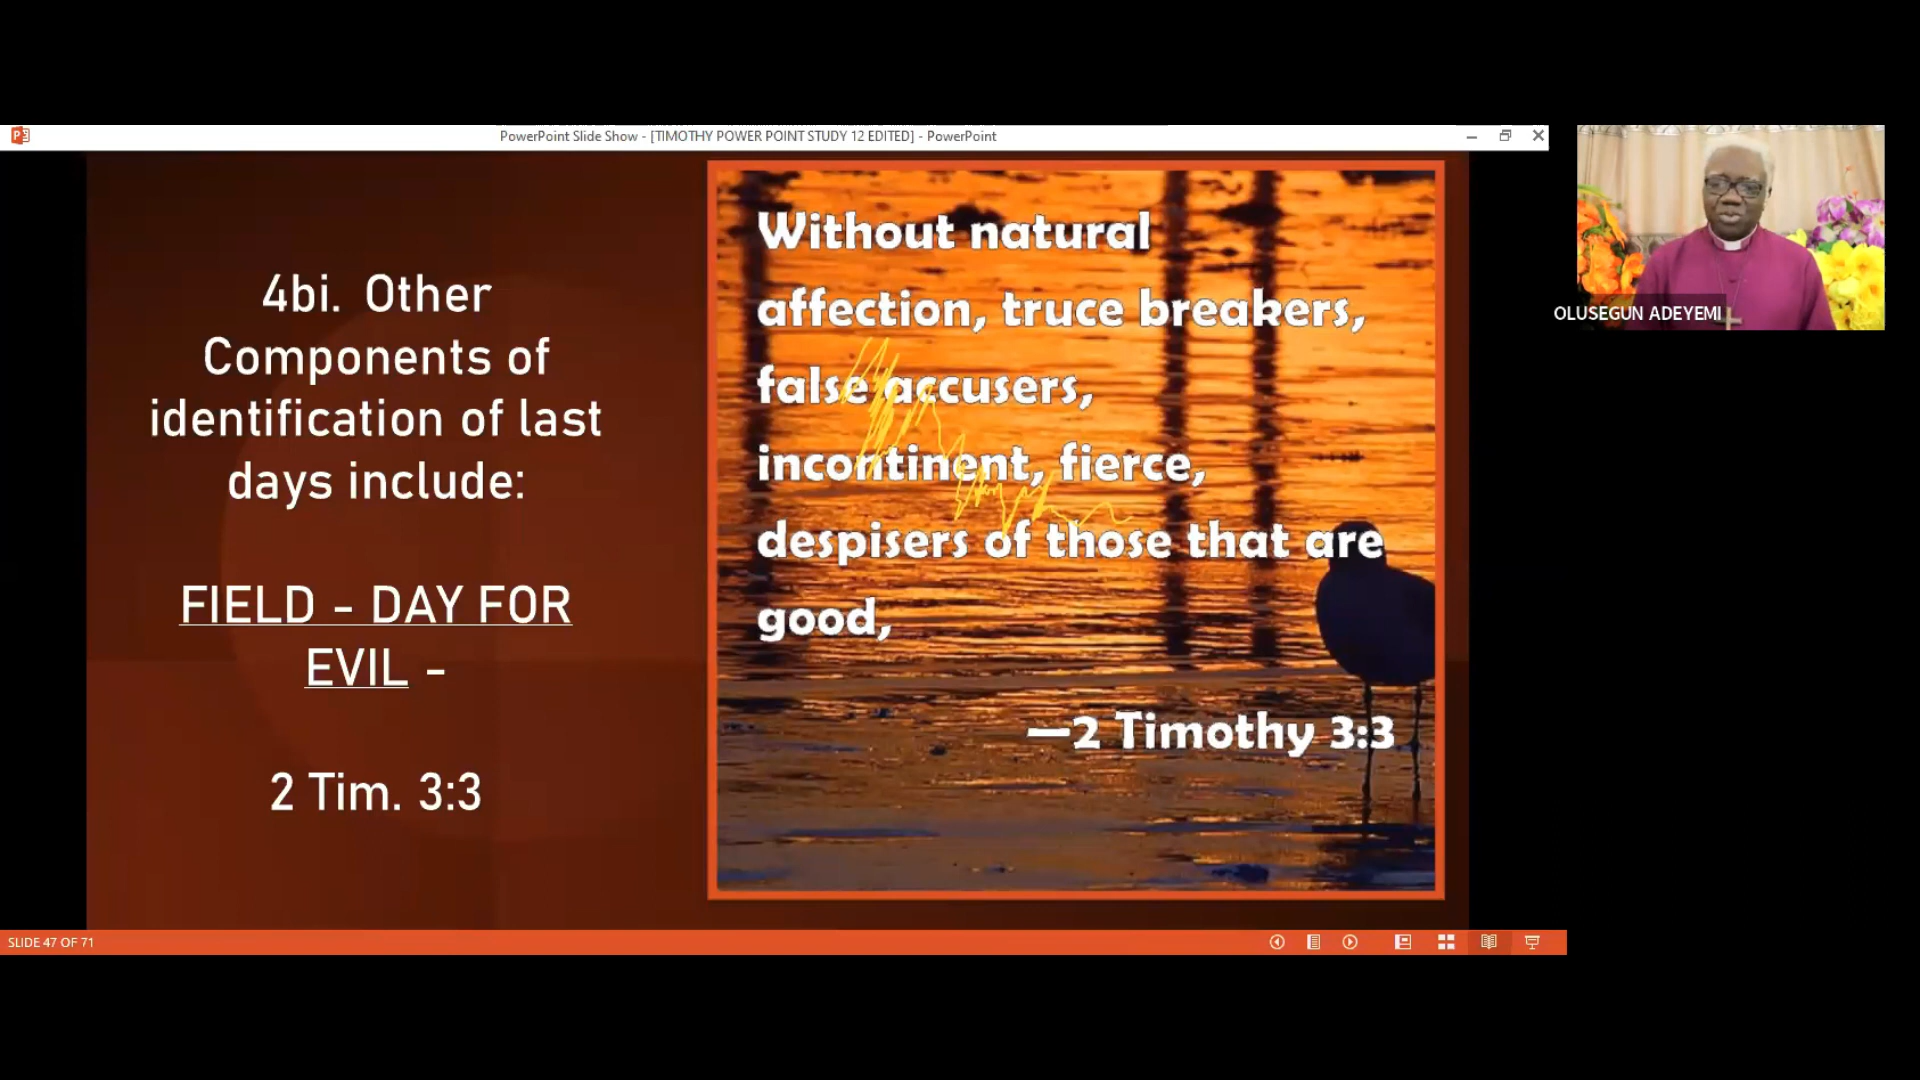 PowerPoint Slide Show - [TIMOTHY POWER POINT STUDY 12 EDITED] - PowerPoint
4bi. Other
Components of
identification of last
days include:
FIELD - DAY FOR
EVIL -
2 Tim. 3:3
Without natural
affection, truce breakers,
false accusers,
incontinent, fierce,
despisers of those that are
good,
—2 Timothy 3:3
OLUSEGUN ADEYEMI
SLIDE 47 OF 71